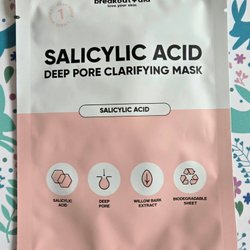 breakout + aid
love your skin
SALICYLIC ACID
DEEP PORE CLARIFYING MASK
SALICYLIC ACID
SALICYLIC
ACID
DEEP
PORE
WILLOW BARK
EXTRACT
BIODEGRADABLE
SHEET